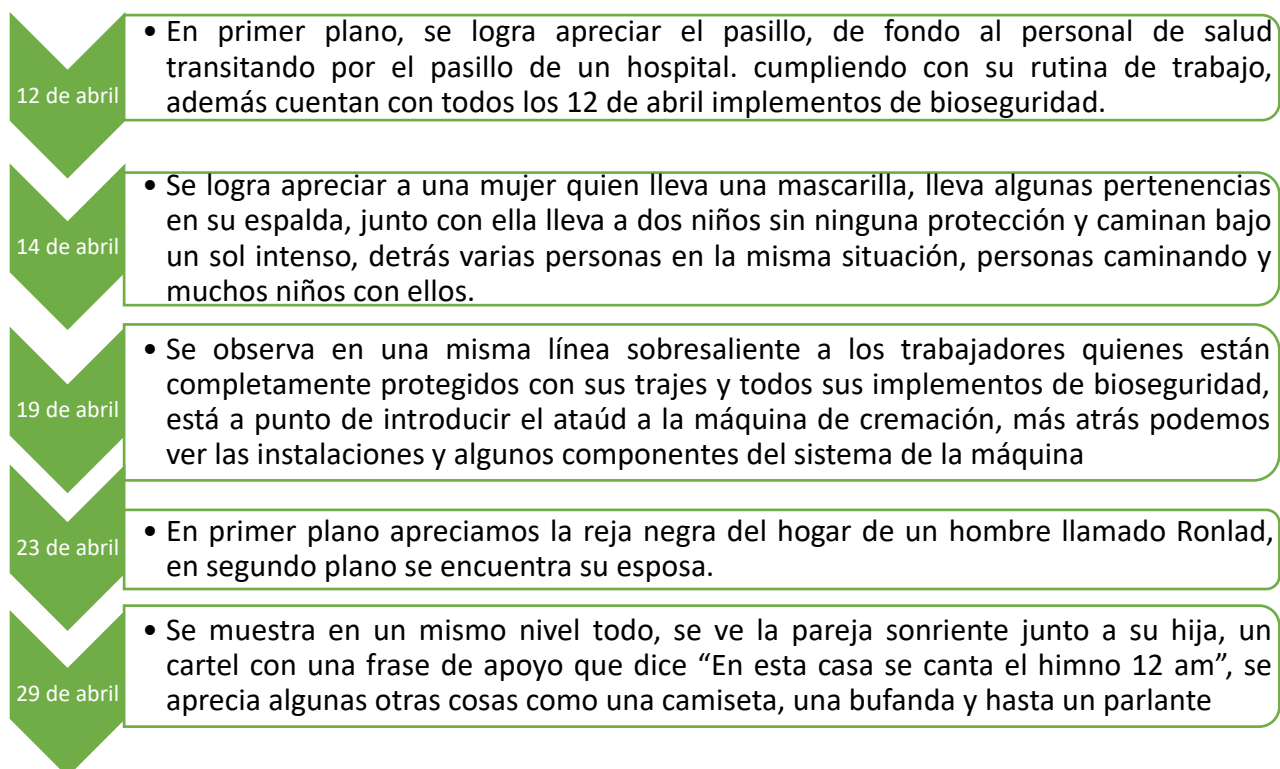 12 de abril
• En primer plano, se logra apreciar el pasillo, de fondo al personal de salud
transitando por el pasillo de un hospital. cumpliendo con su rutina de trabajo,
además cuentan con todos los 12 de abril implementos de bioseguridad.
14 de abril
• Se logra apreciar a una mujer quien lleva una mascarilla, lleva algunas pertenencias
en su espalda, junto con ella lleva a dos niños sin ninguna protección y caminan bajo
un sol intenso, detrás varias personas en la misma situación, personas caminando y
muchos niños con ellos.
19 de abril
• Se observa en una misma línea sobresaliente a los trabajadores quienes están
completamente protegidos con sus trajes y todos sus implementos de bioseguridad,
está a punto de introducir el ataúd a la máquina de cremación, más atrás podemos
ver las instalaciones y algunos componentes del sistema de la máquina
23 de abril
• En primer plano apreciamos la reja negra del hogar de un hombre llamado Ronlad,
en segundo plano se encuentra su esposa.
29 de abril
• Se muestra en un mismo nivel todo, se ve la pareja sonriente junto a su hija, un
cartel con una frase de apoyo que dice “En esta casa se canta el himno 12 am”, se
aprecia algunas otras cosas como una camiseta, una bufanda y hasta un parlante